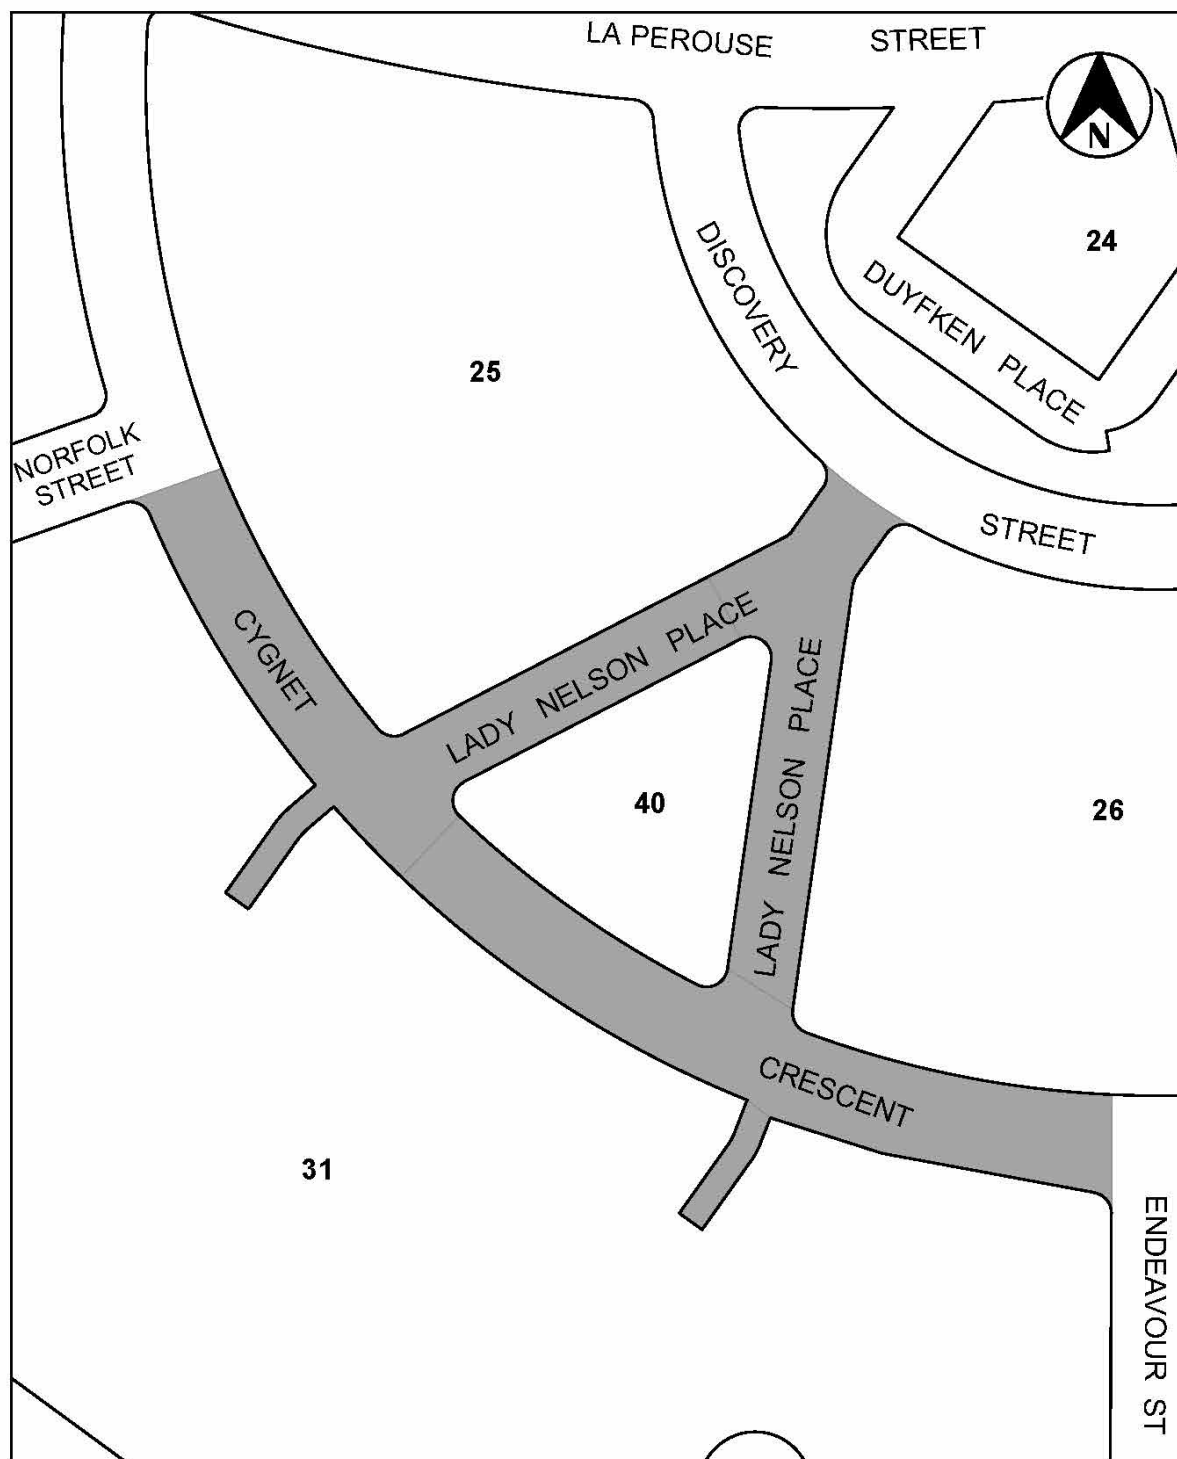 LA PEROUSE STREET
N
24
DISCOVERY
DUYFKEN PLACE
25
NORFOLK
STREET
STREET
CYGNET
LADY NELSON PLACE
LADY NELSON PLACE
40
26
CRESCENT
31
ENDEAVOUR ST